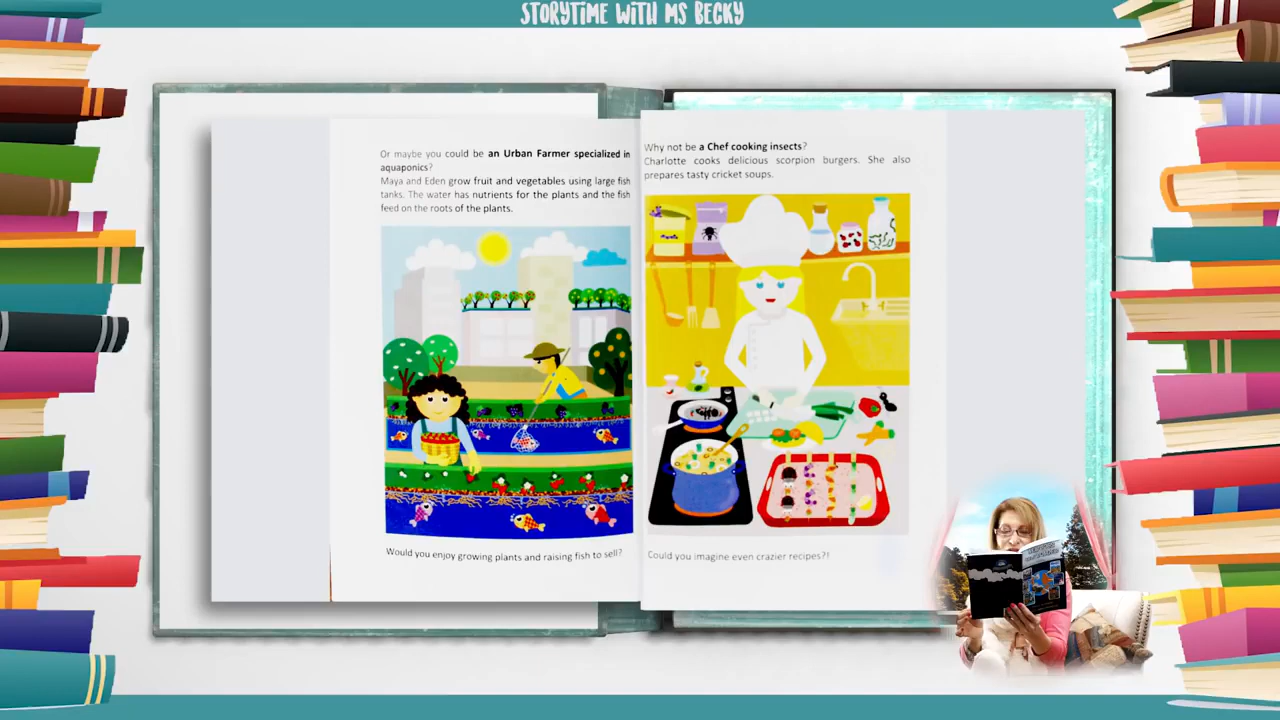 STORYTIME WITH MS BECKY
Or maybe you could be an Urban Farmer specialized in
aquaponics?
Maya and Eden grow fruit and vegetables using large fish
tanks. The water has nutrients for the plants and the fish
feed on the roots of the plants.
Would you enjoy growing plants and raising fish to sell?
Why not be a Chef cooking insects?
Charlotte cooks delicious scorpion burgers. She also
prepares tasty cricket soups.
Could you imagine even crazier recipes?!